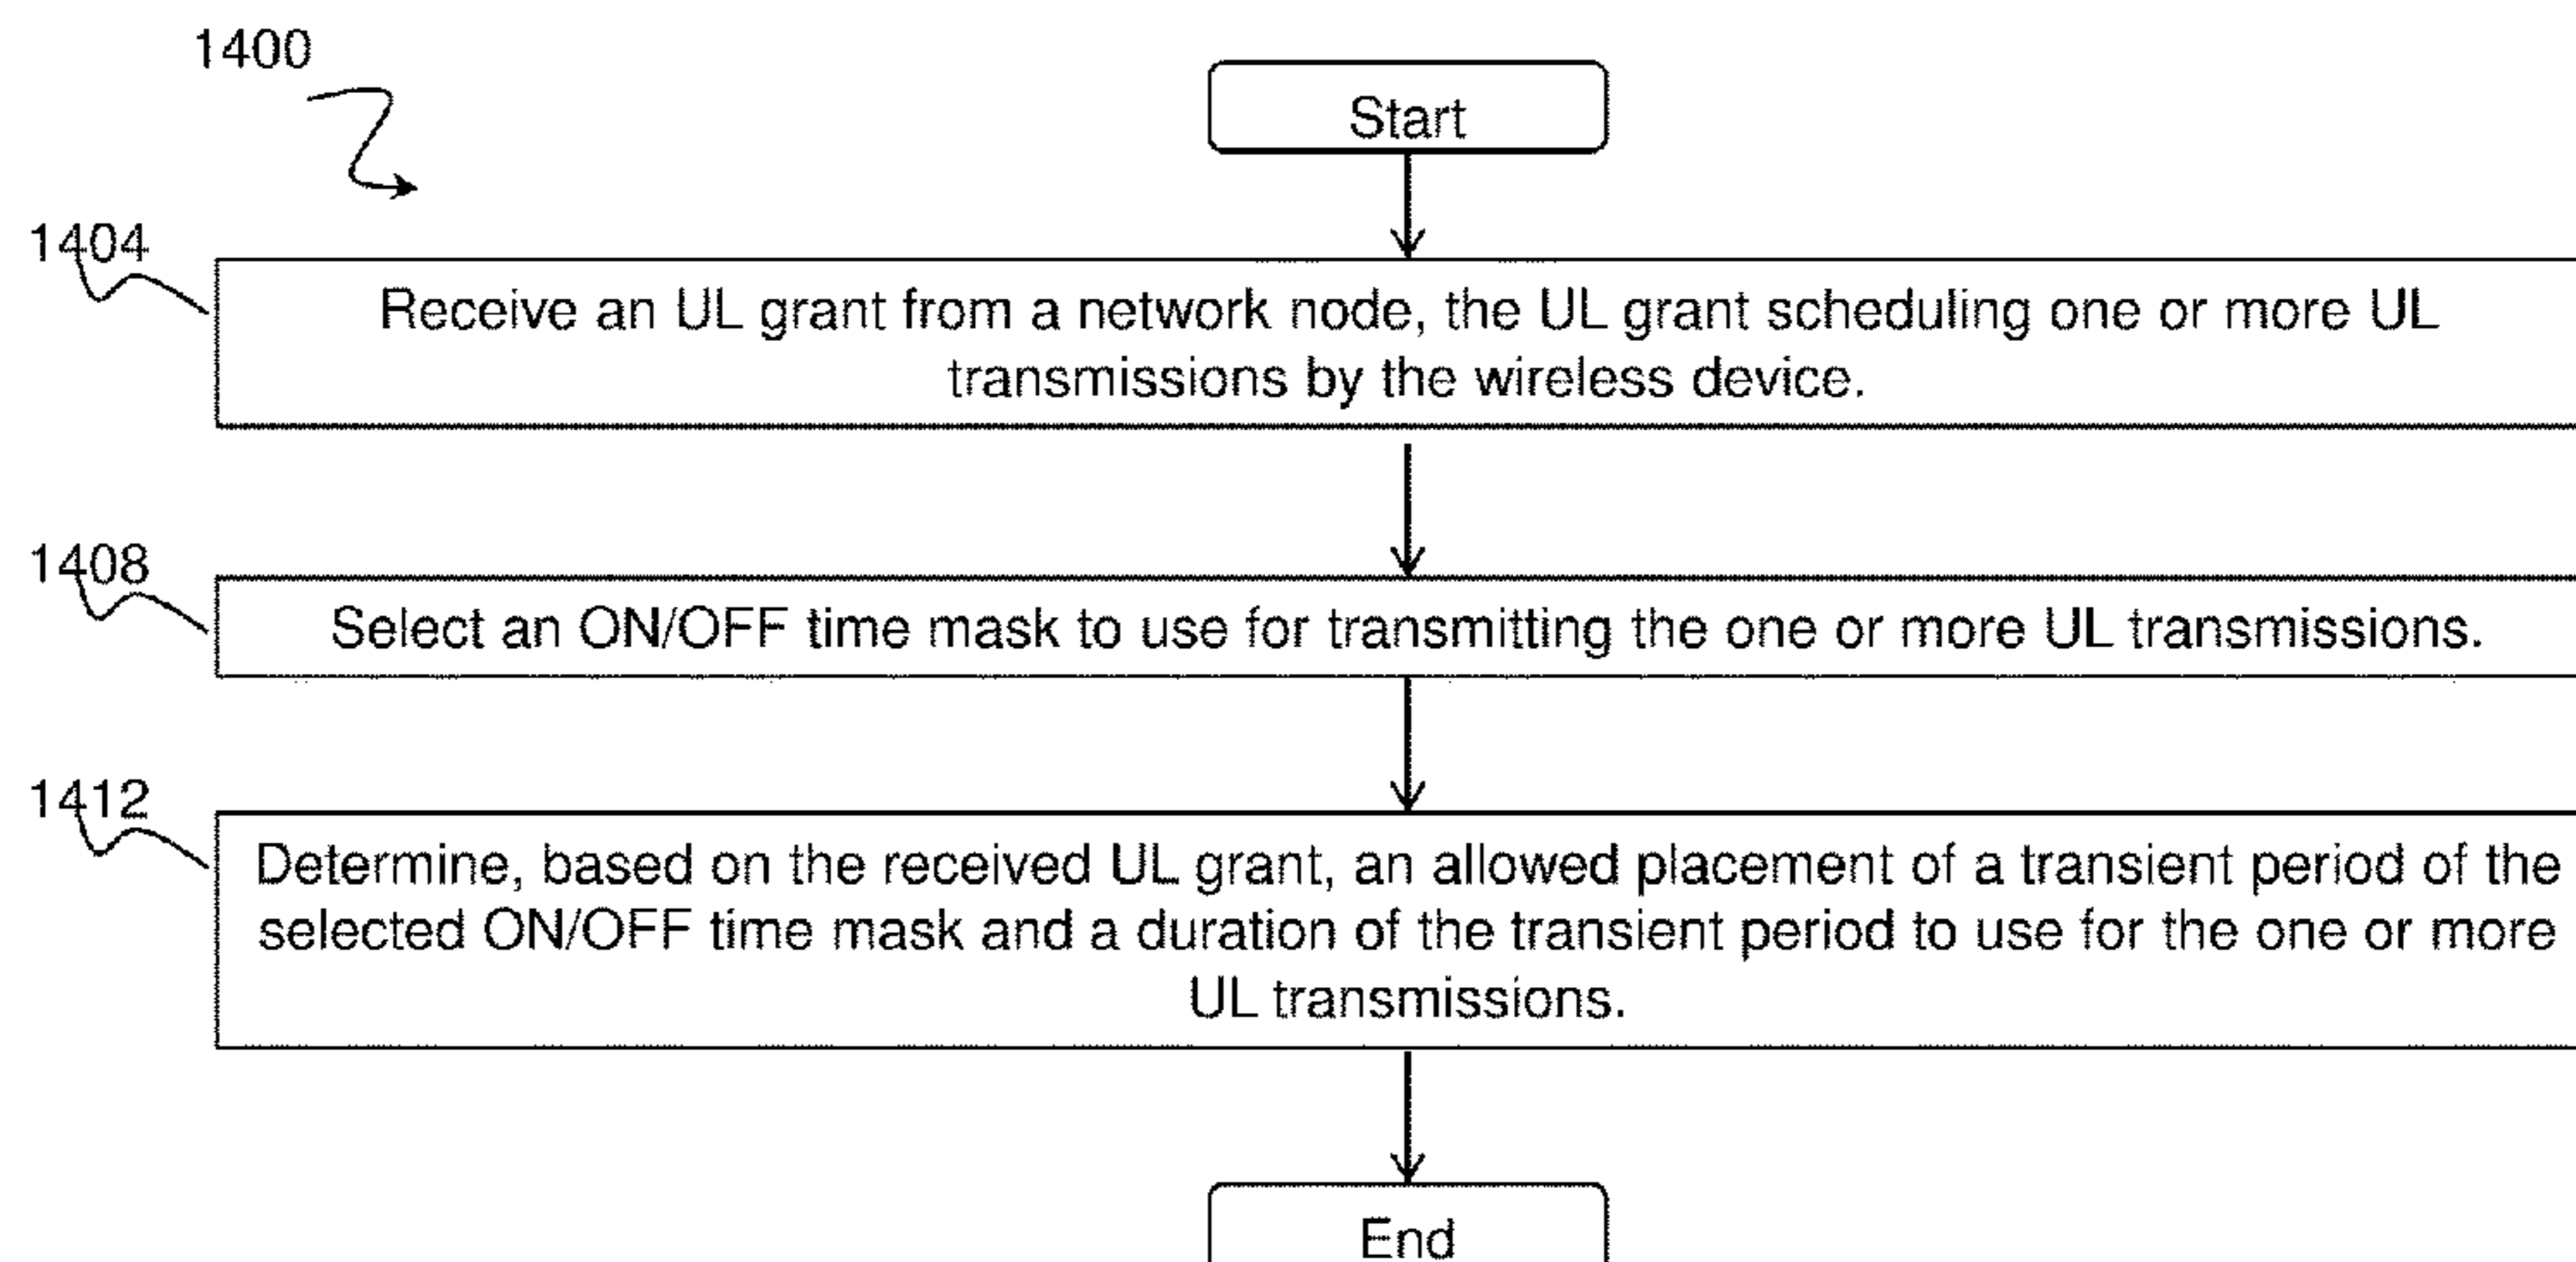 1400
Start
1404
Receive an UL grant from a network node, the UL grant scheduling one or more UL
transmissions by the wireless device.
1408
Select an ON/OFF time mask to use for transmitting the one or more UL transmissions.
1412
Determine, based on the received UL grant, an allowed placement of a transient period of the
selected ON/OFF time mask and a duration of the transient period to use for the one or more
UL transmissions.
End